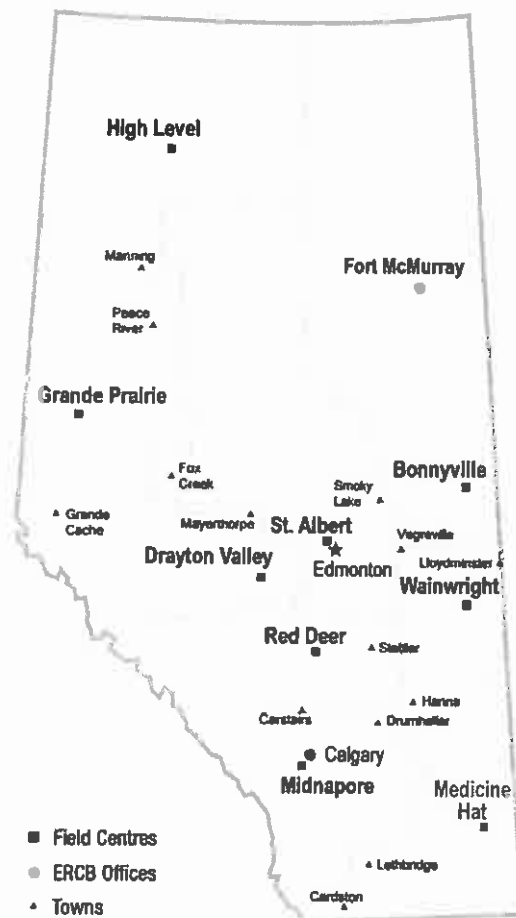 High Level
Manning
Fort McMurray
Peace
River
Grande Prairie
Fox
Creek
Bonnyville
Smoky
Lake
Grande
Cache
Mayerthorpe
St. Albert
Vegreville
Drayton Valley
Edmonton
Lloydminster
Wainwright
Red Deer
Stettler
Hanna
Carstairs
Drumheller
Calgary
Midnapore
Medicine
Hat
Field Centres
Lethbridge
ERCB Offices
Cardston
Towns